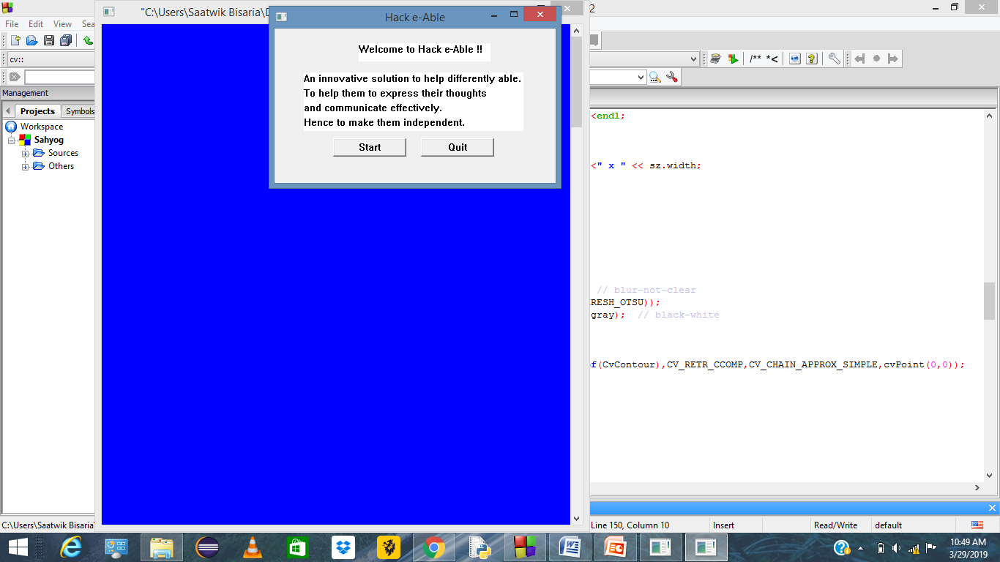 "C:\Users\Saatwik Bisaria\D
Hack e-Able
2
File Edit View Sea
Welcome to Hack e-Able !!
cv::
/** *<
An innovative solution to help differently able.
To help them to express their thoughts
and communicate effectively.
Hence to make them independent.
Start Quit
Management
Projects Symbols
Workspace
Sahyog
Sources
Others
<endl;
<" x " << sz.width;
// blur-not-clear
RESH_OTSU));
gray); // black-white
f(CvContour),CV_RETR_CCOMP,CV_CHAIN_APPROX_SIMPLE,cvPoint(0,0));
C:\Users\Saatwik Bisaria\
Line 150, Column 10
Insert
Read/Write
default
10:49 AM
3/29/2019